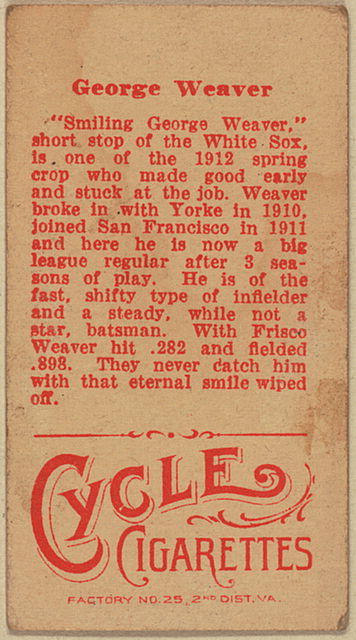 George Weaver
"Smiling George Weaver,"
short stop of the White Sox,
is one of the 1912 spring
crop who made good early
and stuck at the job. Weaver
broke in with Yorke in 1910,
joined San Francisco in 1911
and here he is now a big
league regular after 3 sea-
sons of play. He is of the
fast, shifty type of infielder
and a steady, while not a
star, batsman. With Frisco
Weaver hit .282 and fielded
.898. They never catch him
with that eternal smile wiped
off.
CYCLE
CIGARETTES
FACTORY NO. 25, 2ND DIST. VA.